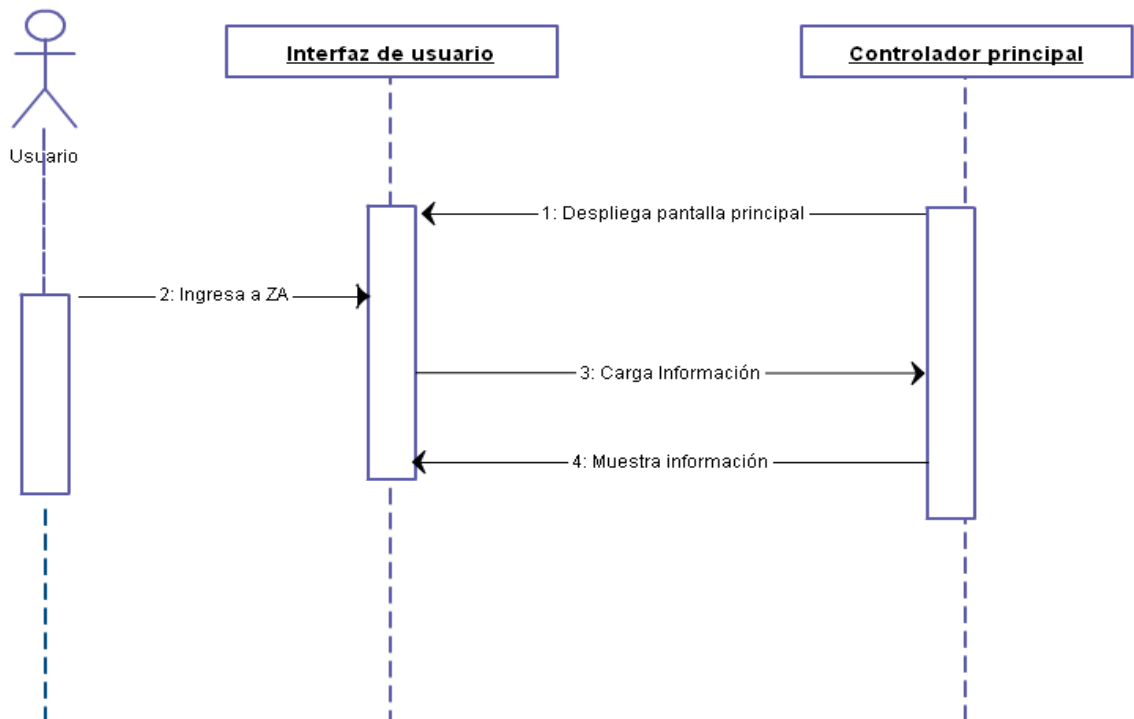 Interfaz de usuario
Controlador principal
Usuario
1: Despliega pantalla principal
2: Ingresa a ZA
3: Carga Información
4: Muestra información